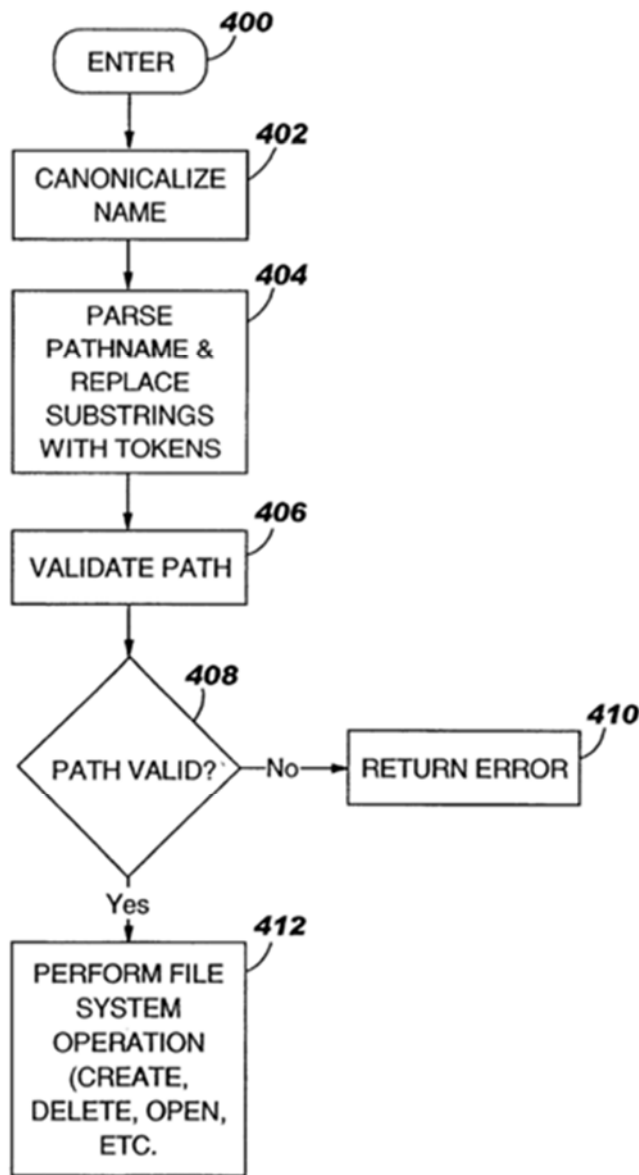 400
ENTER
402
CANONICALIZE
NAME
404
PARSE
PATHNAME &
REPLACE
SUBSTRINGS
WITH TOKENS
406
VALIDATE PATH
408
PATH VALID?
No
410
RETURN ERROR
Yes
412
PERFORM FILE
SYSTEM
OPERATION
(CREATE,
DELETE, OPEN,
ETC.